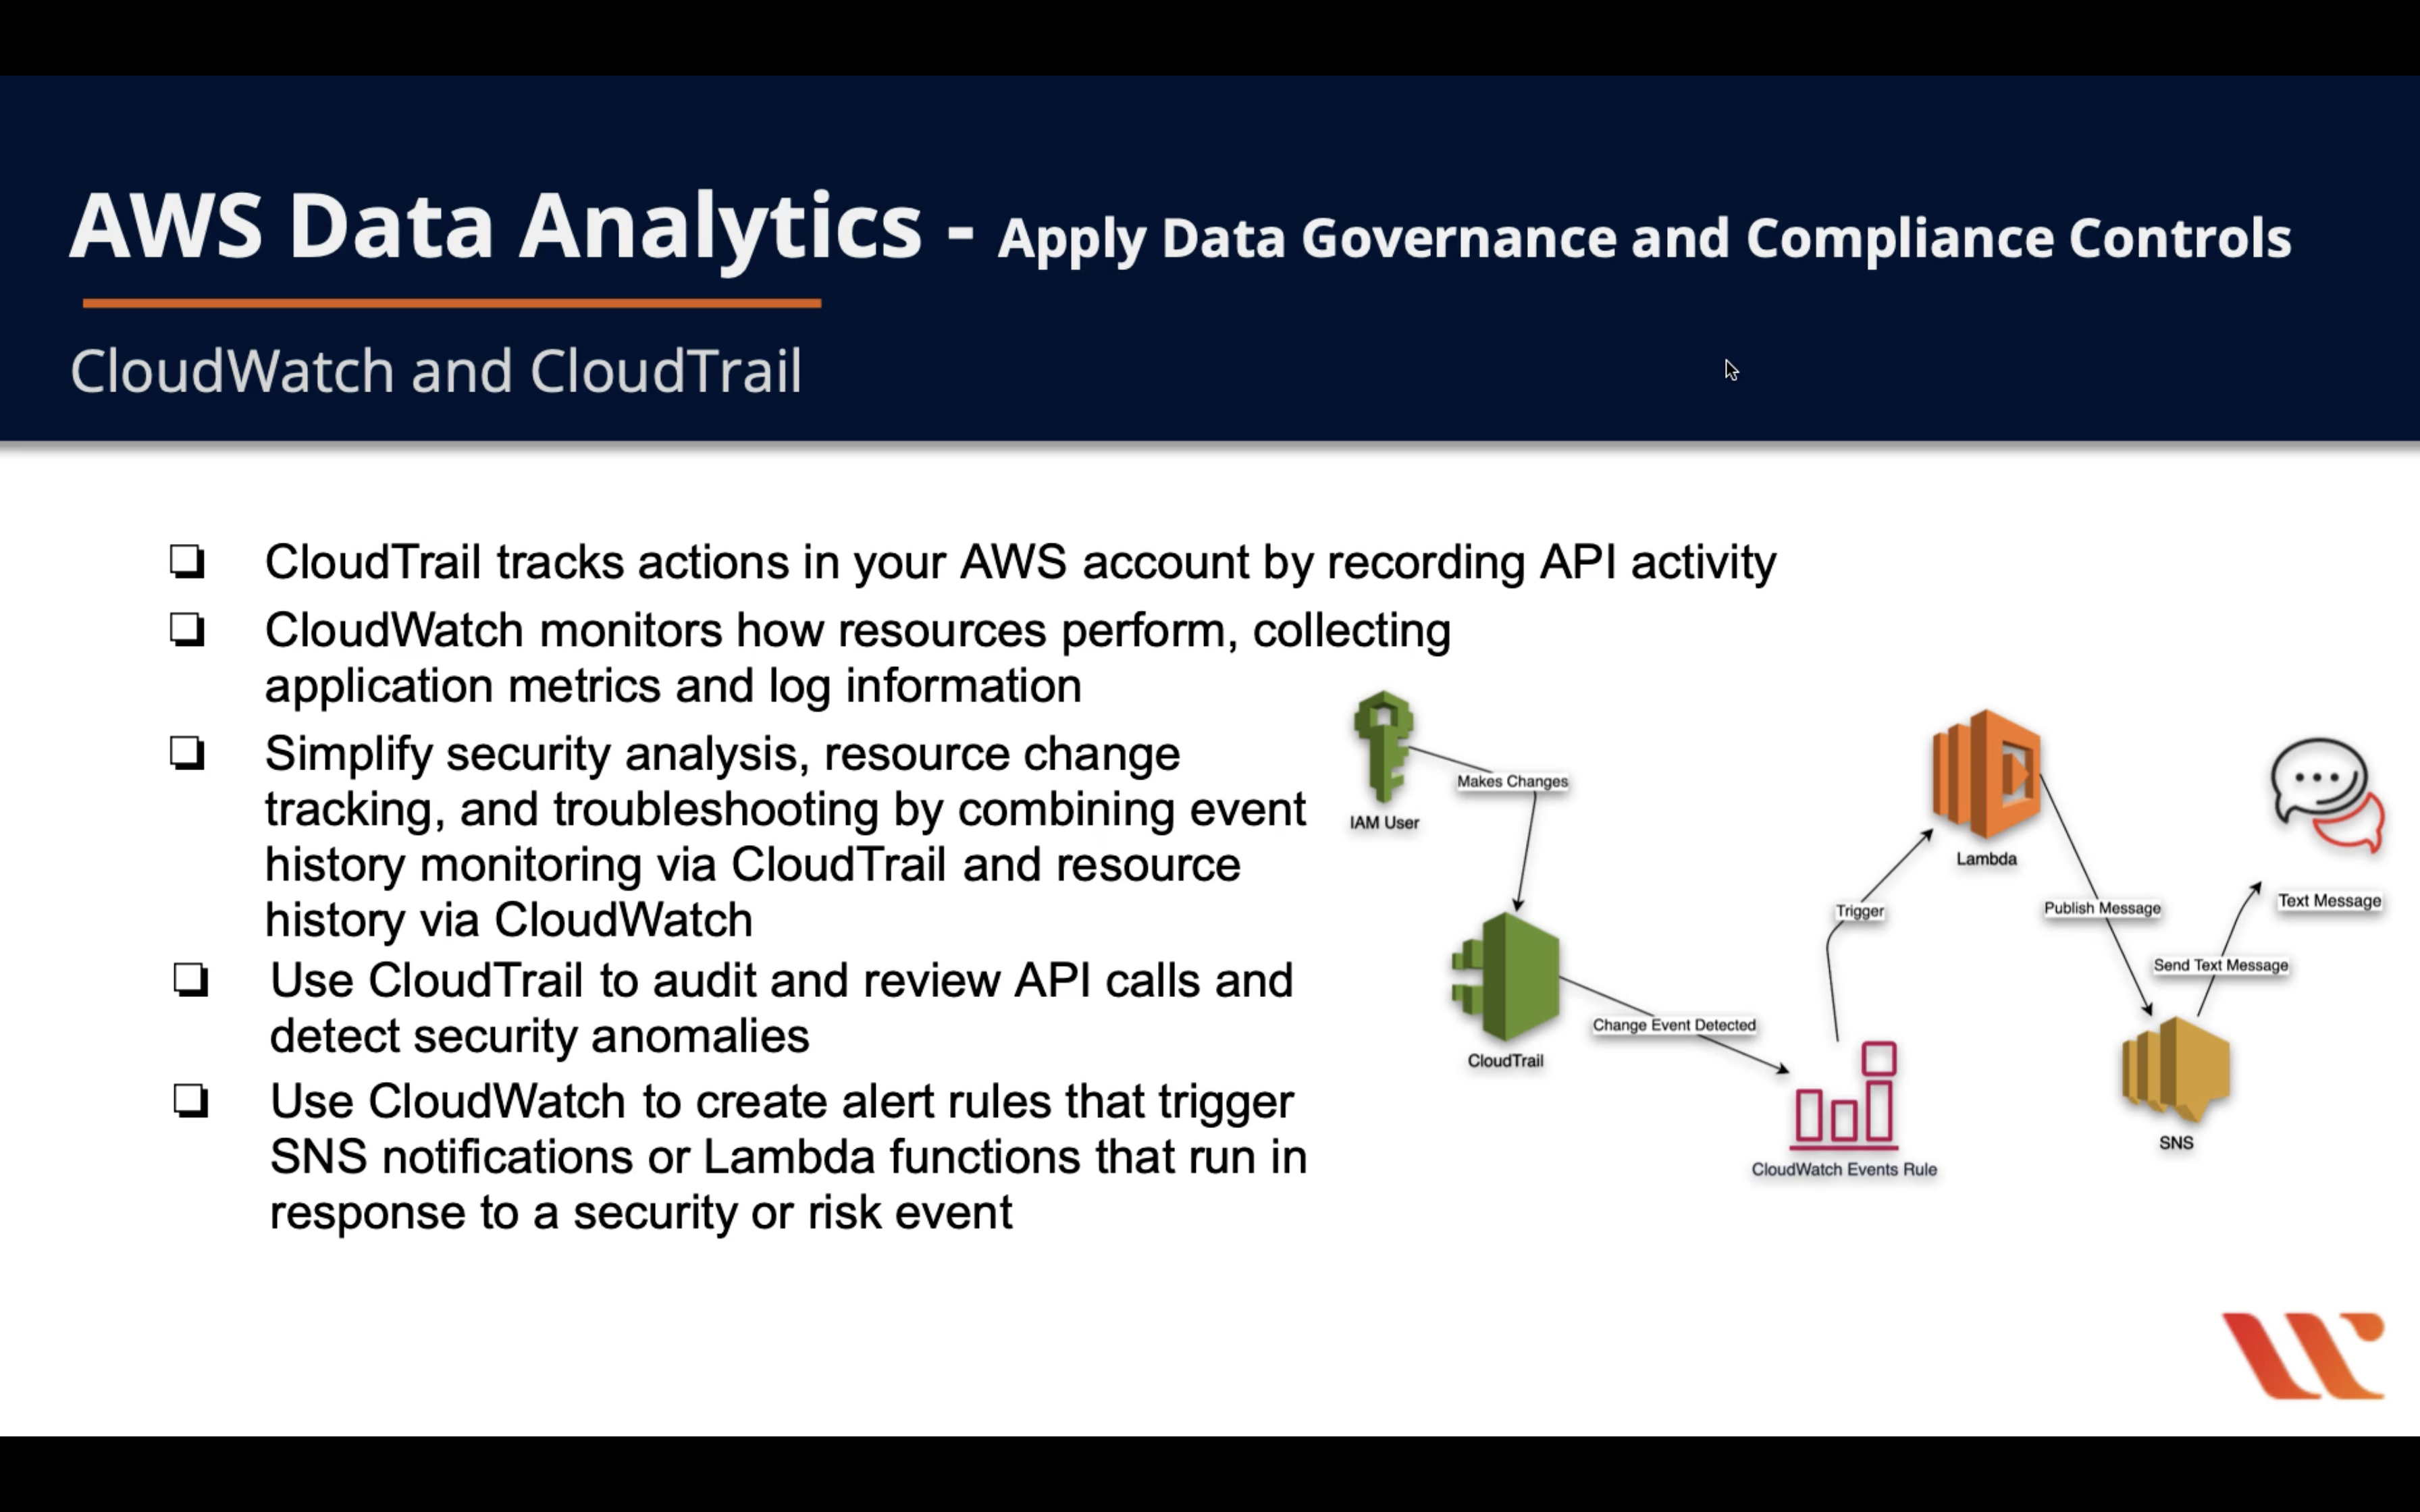 AWS Data Analytics - Apply Data Governance and Compliance Controls
CloudWatch and CloudTrail
CloudTrail tracks actions in your AWS account by recording API activity
CloudWatch monitors how resources perform, collecting
application metrics and log information
Simplify security analysis, resource change
tracking, and troubleshooting by combining event
history monitoring via CloudTrail and resource
history via CloudWatch
Use CloudTrail to audit and review API calls and
detect security anomalies
Use CloudWatch to create alert rules that trigger
SNS notifications or Lambda functions that run in
response to a security or risk event
IAM User
Makes Changes
CloudTrail
Change Event Detected
CloudWatch Events Rule
Trigger
Lambda
Publish Message
SNS
Send Text Message
Text Message